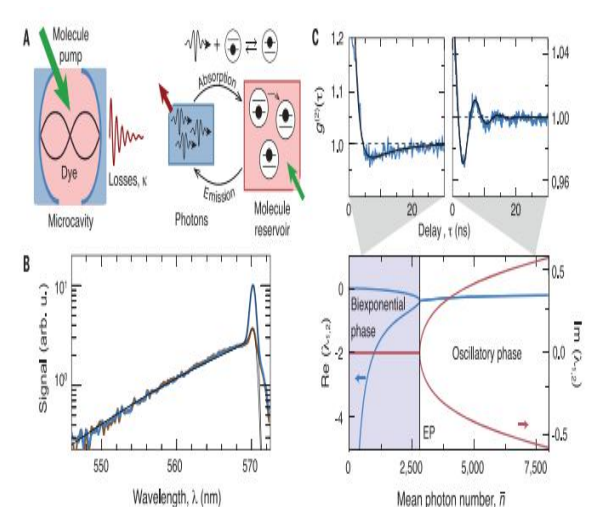 A
Molecule
pump
Dye
Losses, κ
Microcavity
Absorption
Emission
Photons
Molecule
reservoir
B
Signal (arb. u.)
10¹
10⁰
550
560
570
Wavelength, λ (nm)
C
g⁽²⁾(τ)
1.2
1.1
1.0
0
20
0
20
1.04
1.00
0.96
Delay, τ (ns)
Re (λ₁,₂)
0
-2
-4
Biexponential
phase
Oscillatory phase
EP
0.5
0.0
-0.5
Im (λ₁,₂)
0
2,500
5,000
7,500
Mean photon number, n̄